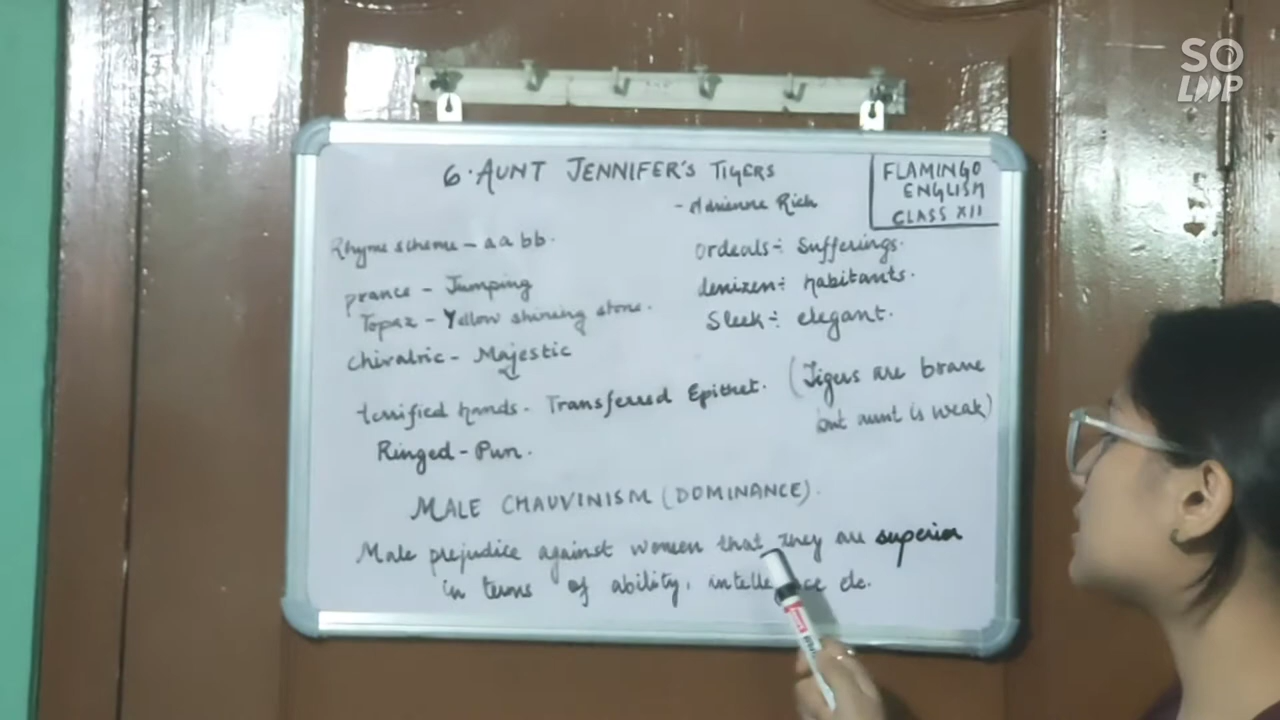 SO
LOOP
6. AUNT JENNIFER'S TIGERS
- Adrienne Rich
FLAMINGO
ENGLISH
CLASS XII
Rhyme scheme - aabb.
prance - Jumping
Topaz - Yellow shining stone.
Chivalric - Majestic
Ordeals÷ Sufferings.
denizen÷ habitants.
Sleek÷ elegant.
terrified hands. Transferred Epithet. (Tigers are brave
but aunt is weak)
Ringed - Pun.
MALE CHAUVINISM (DOMINANCE).
Male prejudice against women that they are superior
in terms of ability, etc.